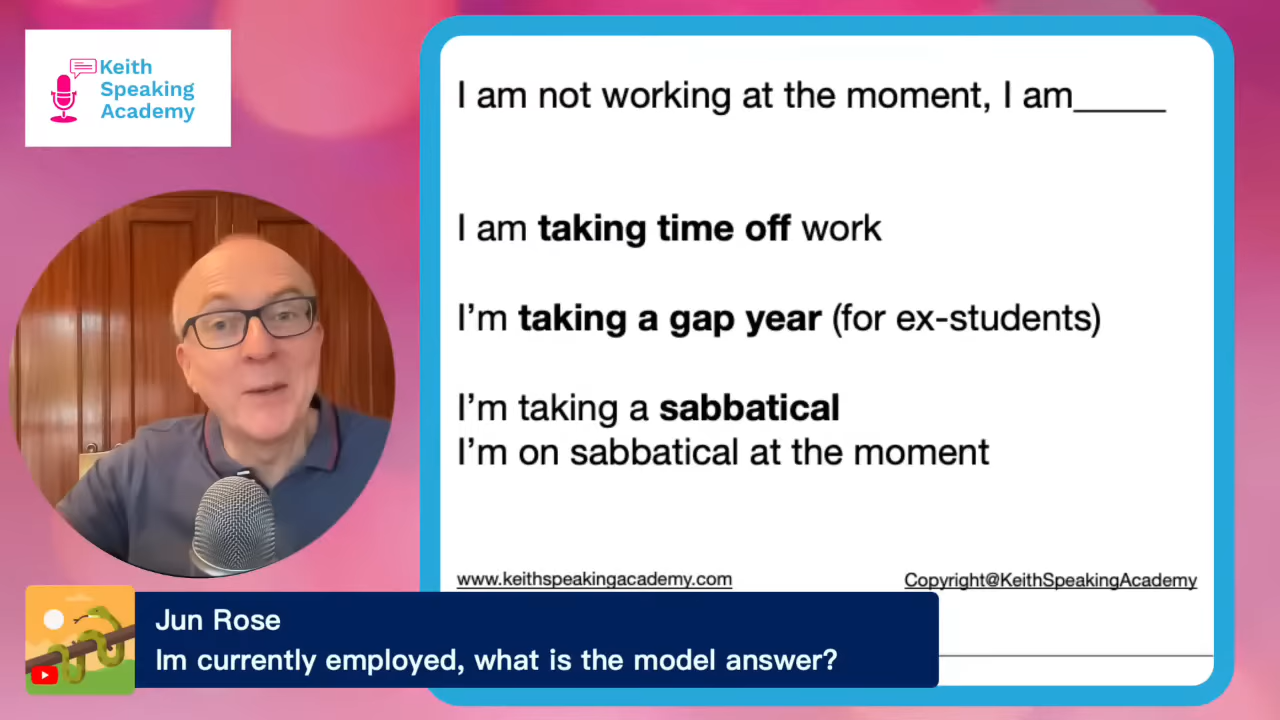 Keith
Speaking
Academy
I am not working at the moment, I am_____
I am taking time off work
I’m taking a gap year (for ex-students)
I’m taking a sabbatical
I’m on sabbatical at the moment
www.keithspeakingacademy.com
Copyright@KeithSpeakingAcademy
Jun Rose
Im currently employed, what is the model answer?